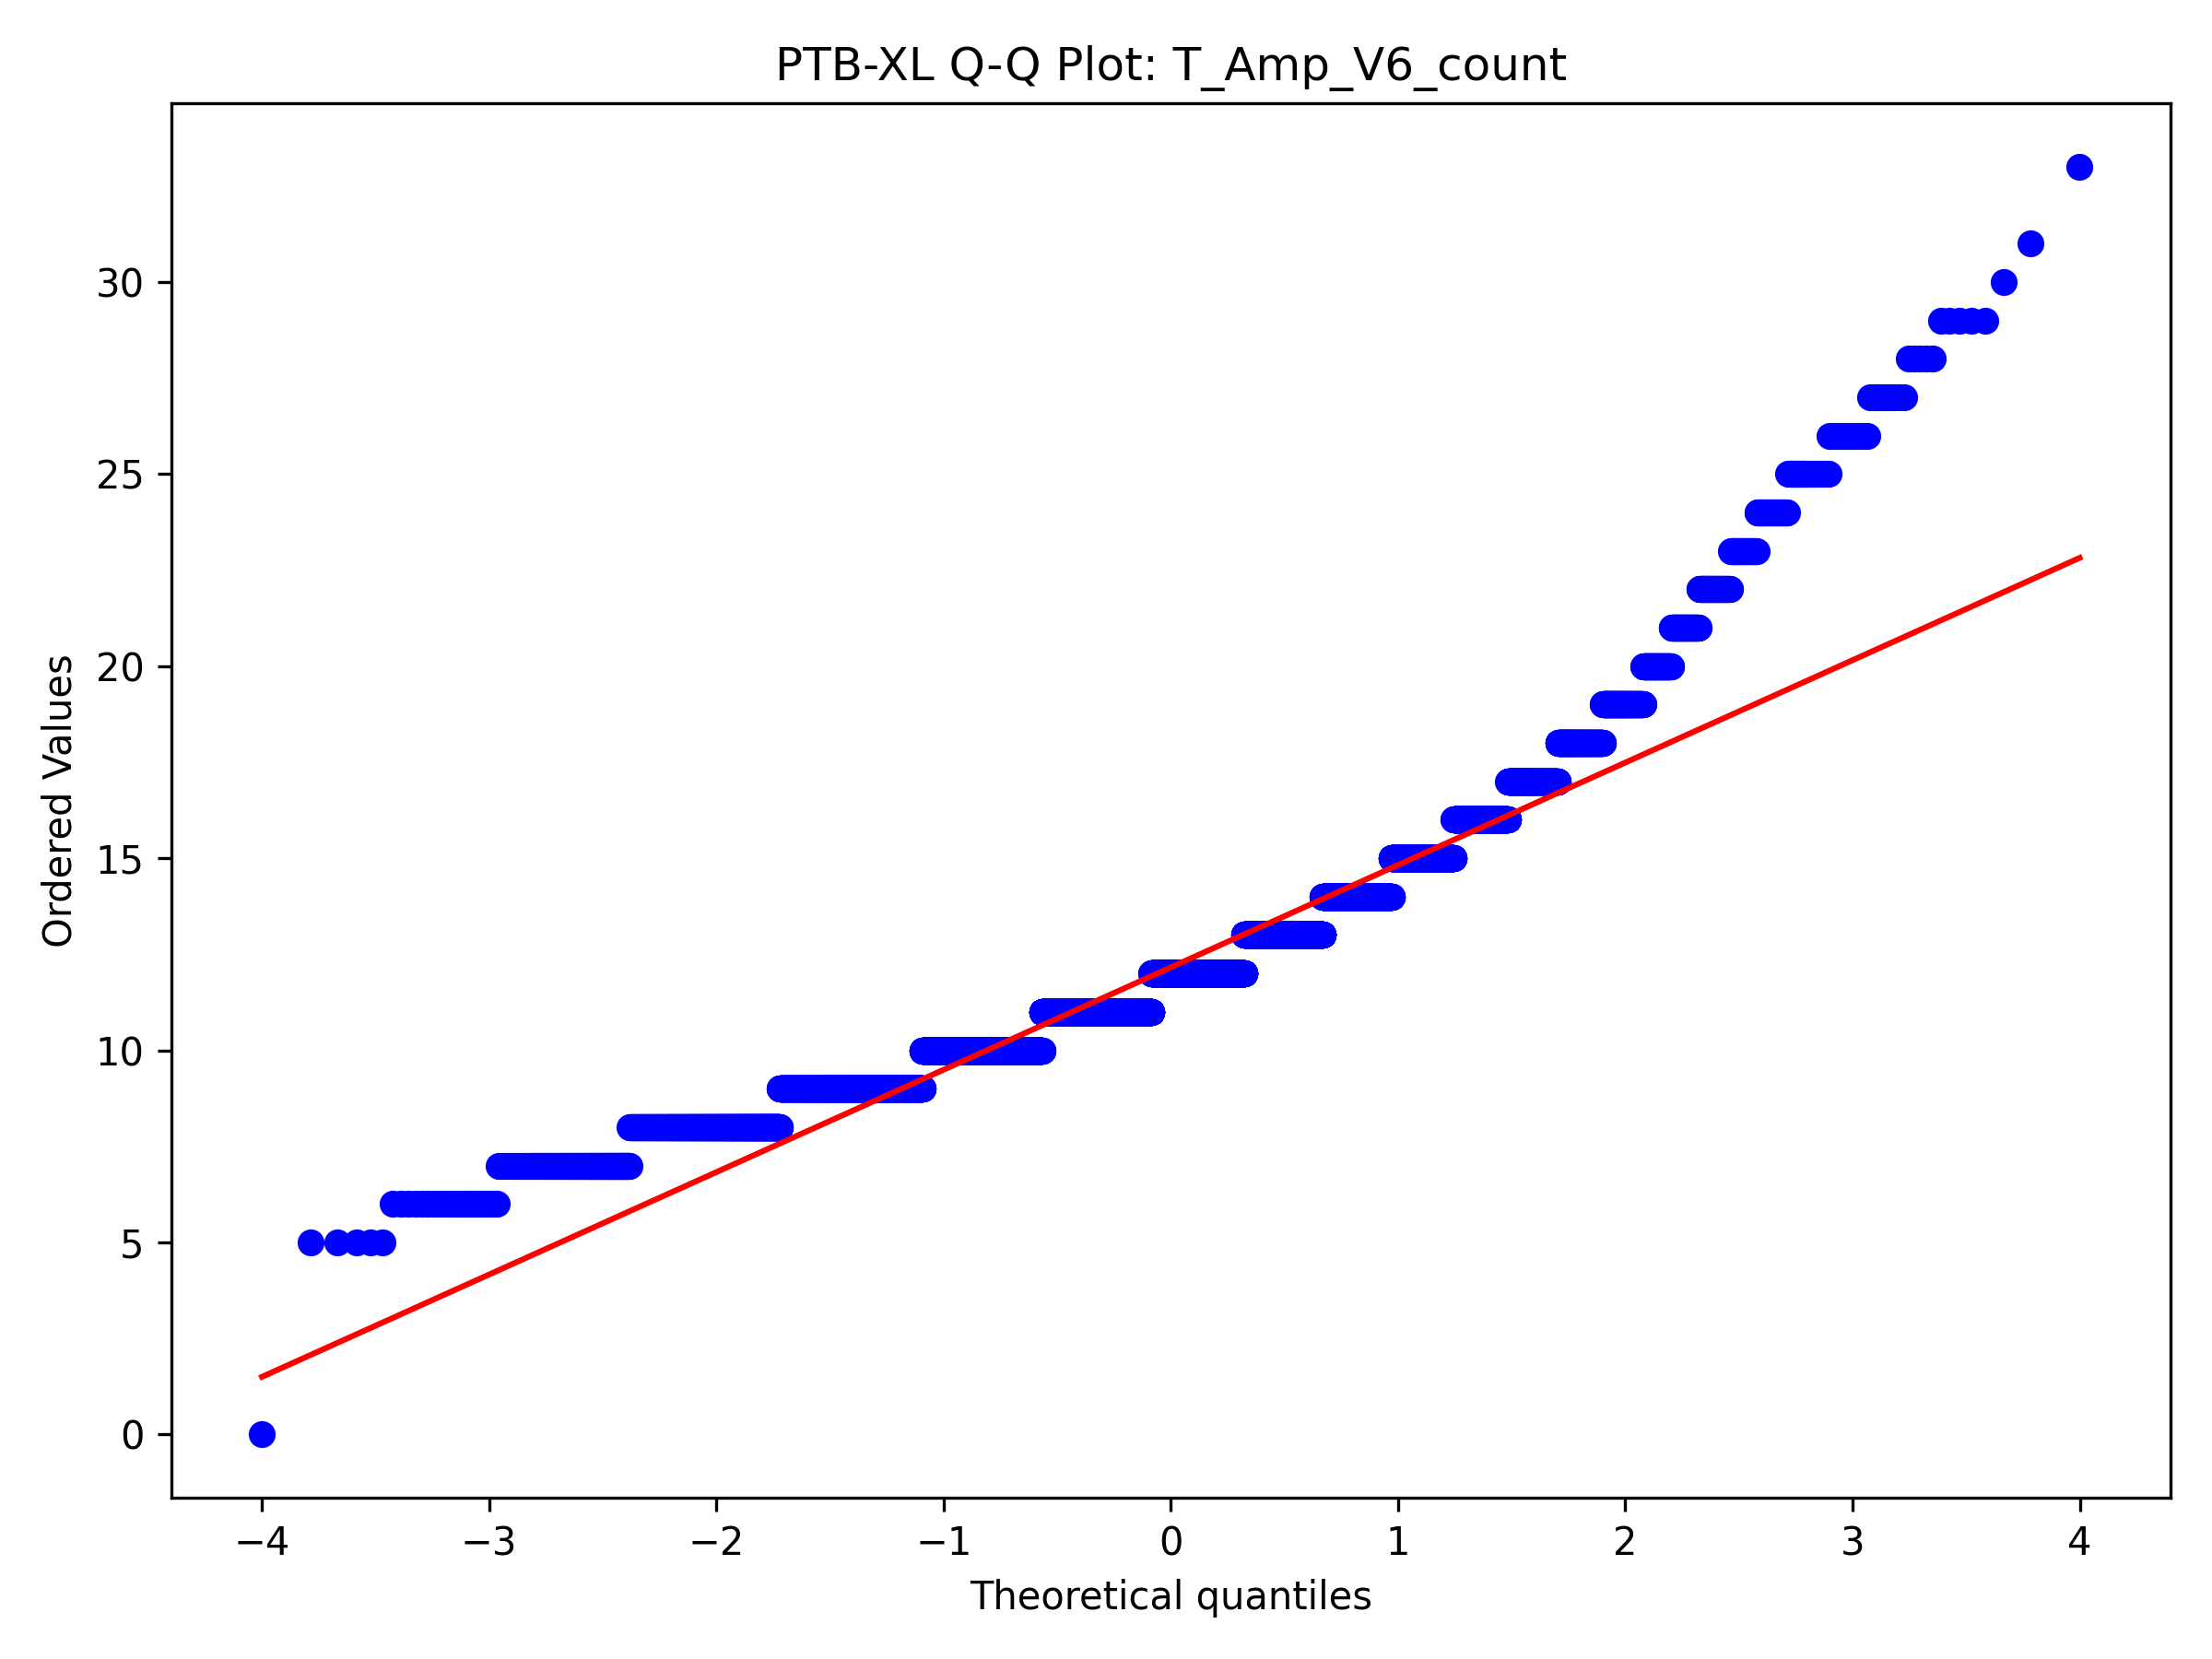 PTB-XL Q-Q Plot: T_Amp_V6_count
Ordered Values
30
25
20
15
10
5
0
−4 −3 −2 −1 0 1 2 3 4
Theoretical quantiles